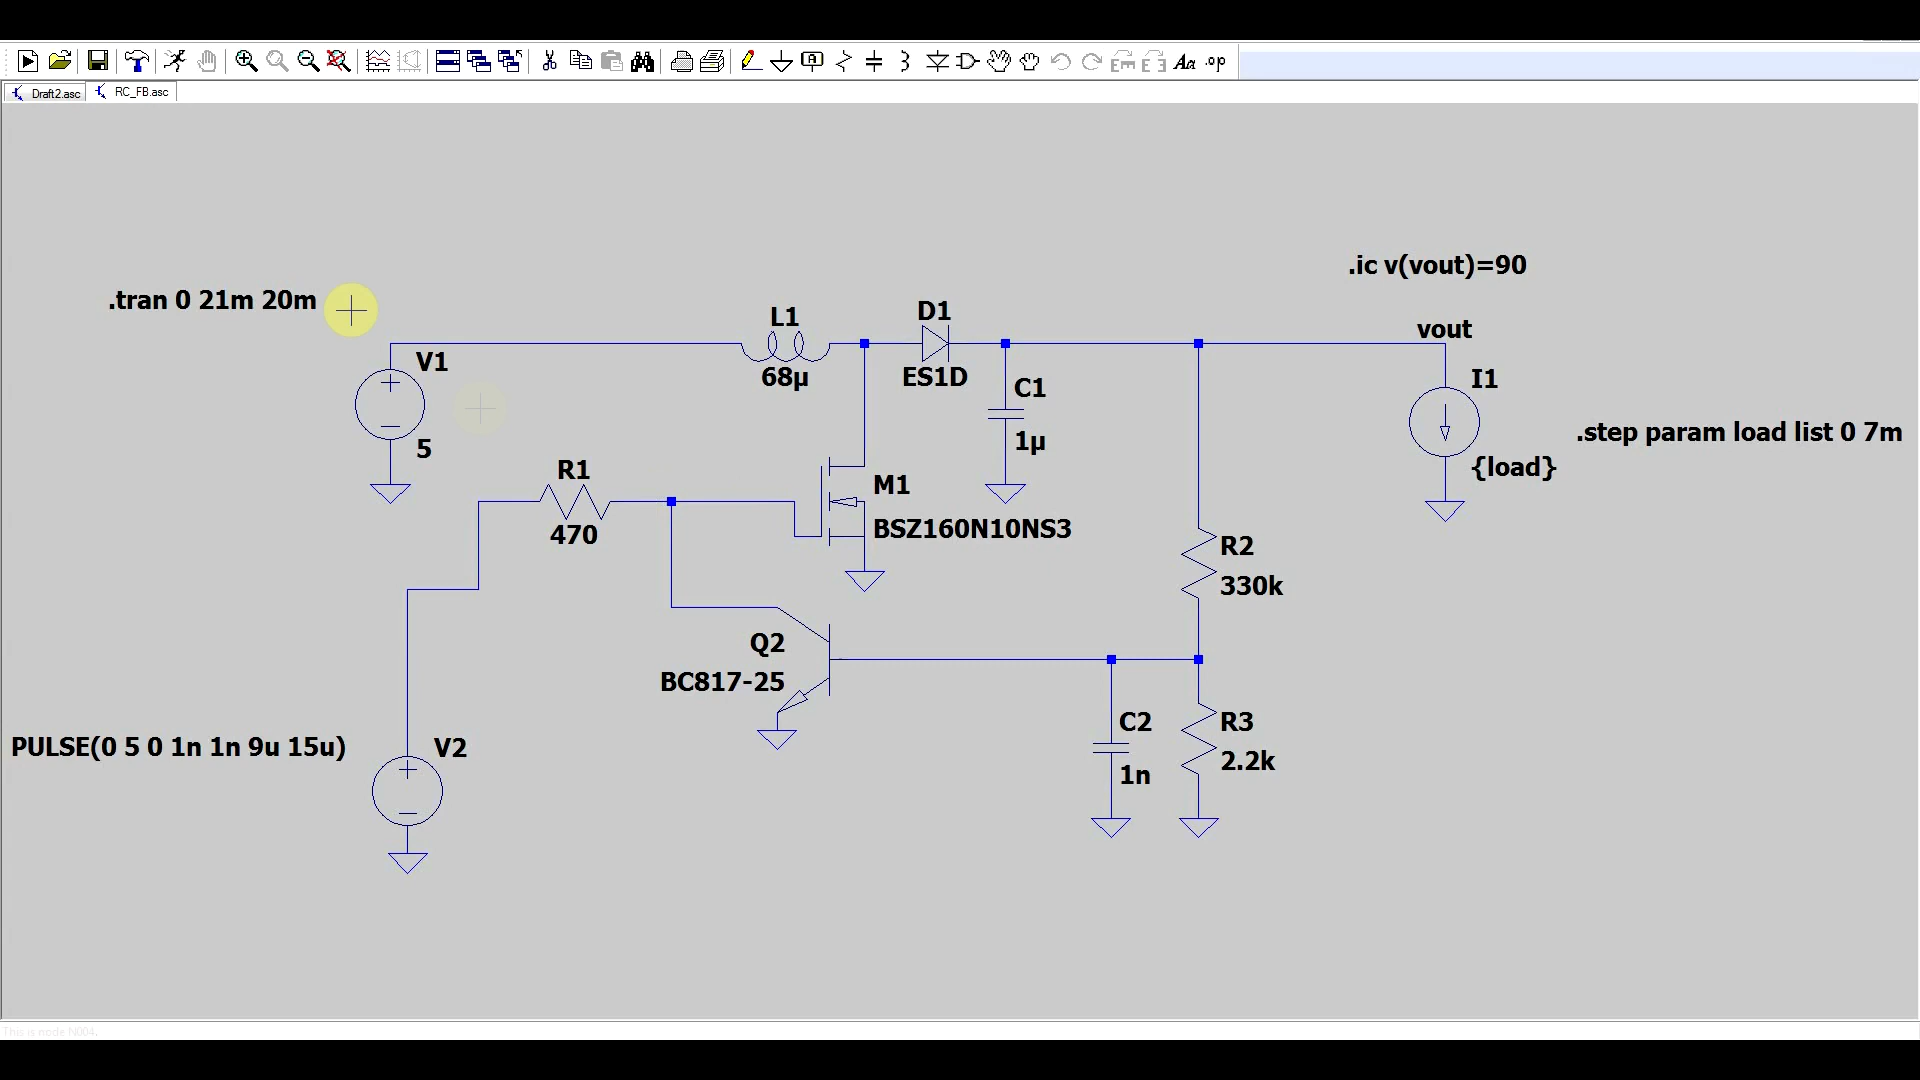 Draft2.asc
RC_FB.asc
.ic v(vout)=90
.tran 0 21m 20m
L1
D1
vout
V1
68µ
ES1D
C1
I1
5
1µ
.step param load list 0 7m
R1
M1
{load}
470
BSZ160N10NS3
R2
330k
Q2
BC817-25
C2
R3
PULSE(0 5 0 1n 1n 9u 15u)
V2
1n
2.2k
This is node N004.